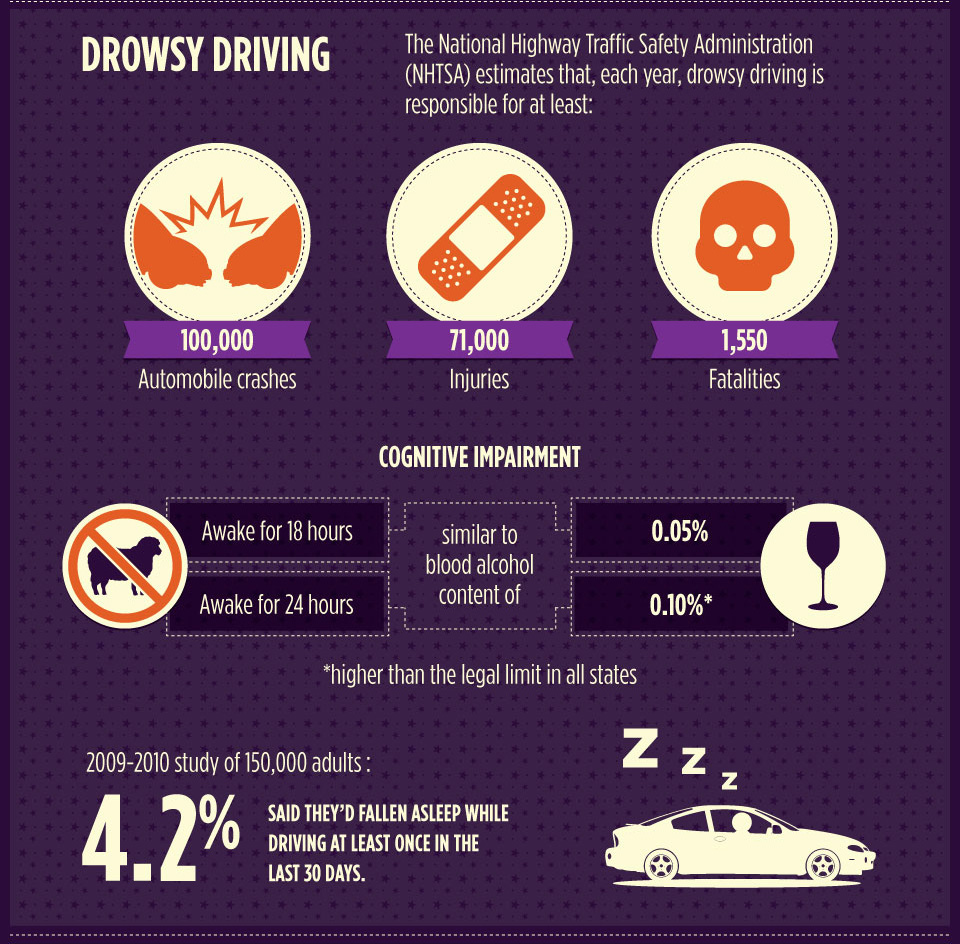 DROWSY DRIVING
The National Highway Traffic Safety Administration
(NHTSA) estimates that, each year, drowsy driving is
responsible for at least:
100,000
Automobile crashes
71,000
Injuries
1,550
Fatalities
COGNITIVE IMPAIRMENT
Awake for 18 hours
Awake for 24 hours
similar to
blood alcohol
content of
0.05%
0.10%*
*higher than the legal limit in all states
2009-2010 study of 150,000 adults :
4.2%
SAID THEY'D FALLEN ASLEEP WHILE
DRIVING AT LEAST ONCE IN THE
LAST 30 DAYS.
Z Z Z